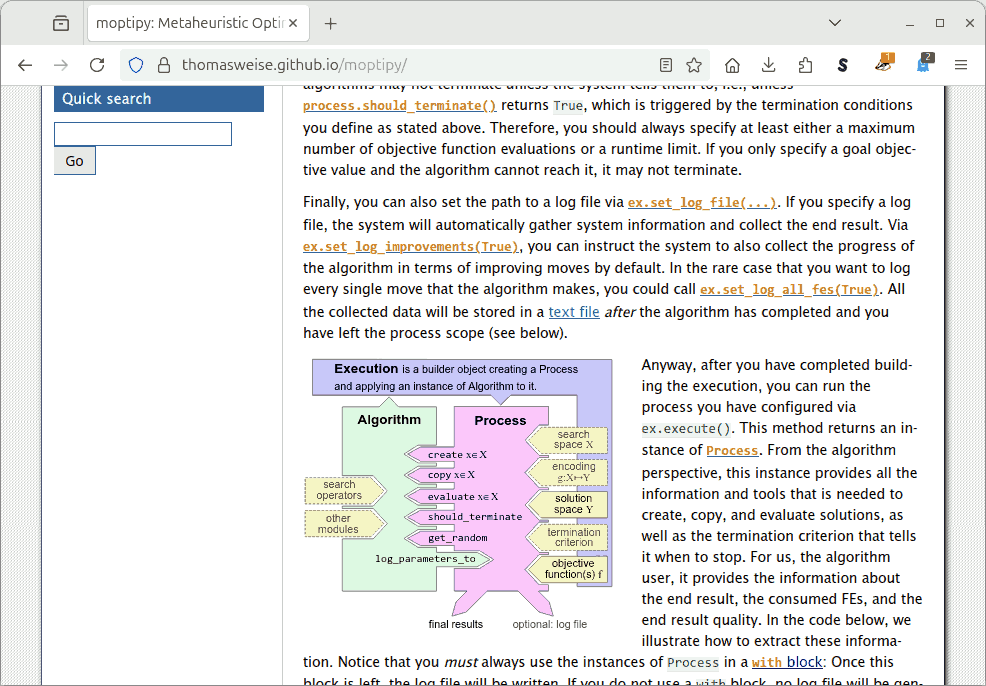 moptipy: Metaheuristic Opti
thomasweise.github.io/moptipy/
1
2
Quick search
Go
algorithms may not terminate unless the system tells them to, i.e., unless
process.should_terminate() returns True, which is triggered by the termination conditions
you define as stated above. Therefore, you should always specify at least either a maximum
number of objective function evaluations or a runtime limit. If you only specify a goal objec-
tive value and the algorithm cannot reach it, it may not terminate.
Finally, you can also set the path to a log file via ex.set_log_file(...). If you specify a log
file, the system will automatically gather system information and collect the end result. Via
ex.set_log_improvements(True), you can instruct the system to also collect the progress of
the algorithm in terms of improving moves by default. In the rare case that you want to log
every single move that the algorithm makes, you could call ex.set_log_all_fes(True). All
the collected data will be stored in a text file after the algorithm has completed and you
have left the process scope (see below).
Execution is a builder object creating a Process
and applying an instance of Algorithm to it.
Algorithm
Process
create x∈X
copy x∈X
evaluate x∈X
should_terminate
get_random
log_parameters_to
search
operators
other
modules
search
space X
encoding
g:X↦Y
solution
space Y
termination
criterion
objective
function(s) f
final results
optional: log file
Anyway, after you have completed build-
ing the execution, you can run the
process you have configured via
ex.execute(). This method returns an in-
stance of Process. From the algorithm
perspective, this instance provides all the
information and tools that is needed to
create, copy, and evaluate solutions, as
well as the termination criterion that tells
it when to stop. For us, the algorithm
user, it provides the information about
the end result, the consumed FEs, and the
end result quality. In the code below, we
illustrate how to extract these informa-
tion. Notice that you must always use the instances of Process in a with block: Once this
block is left, the log file will be written. If you do not use a with block, no log file will be gen-